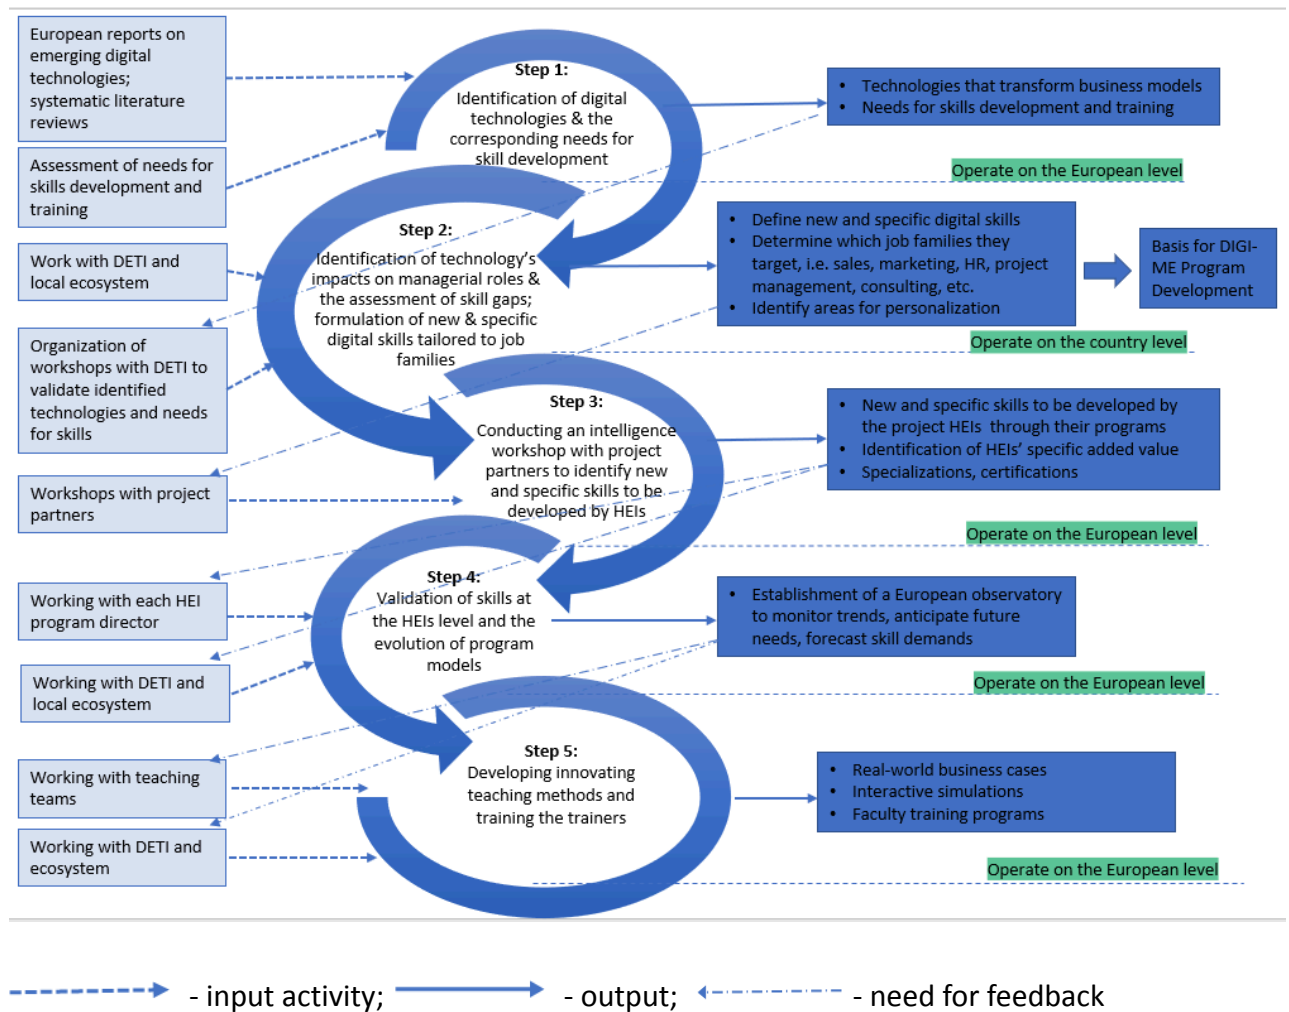 European reports on
emerging digital
technologies;
systematic literature
reviews
Assessment of needs for
skills development and
training
Work with DETI and
local ecosystem
Organization of
workshops with DETI to
validate identified
technologies and needs
for skills
Workshops with project
partners
Working with each HEI
program director
Working with DETI and
local ecosystem
Working with teaching
teams
Working with DETI and
ecosystem
Step 1:
Identification of digital
technologies & the
corresponding needs for
skill development
Step 2:
Identification of technology's
impacts on managerial roles &
the assessment of skill gaps;
formulation of new & specific
digital skills tailored to job
families
Step 3:
Conducting an intelligence
workshop with project
partners to identify new
and specific skills to be
developed by HEIs
Step 4:
Validation of skills at
the HEIs level and the
evolution of program
models
Step 5:
Developing innovating
teaching methods and
training the trainers
• Technologies that transform business models
• Needs for skills development and training
Operate on the European level
• Define new and specific digital skills
• Determine which job families they
target, i.e. sales, marketing, HR, project
management, consulting, etc.
• Identify areas for personalization
Basis for DIGI-
ME Program
Development
Operate on the country level
• New and specific skills to be developed by
the project HEIs through their programs
• Identification of HEIs' specific added value
• Specializations, certifications
Operate on the European level
• Establishment of a European observatory
to monitor trends, anticipate future
needs, forecast skill demands
Operate on the European level
• Real-world business cases
• Interactive simulations
• Faculty training programs
Operate on the European level
- input activity;
- output;
- need for feedback